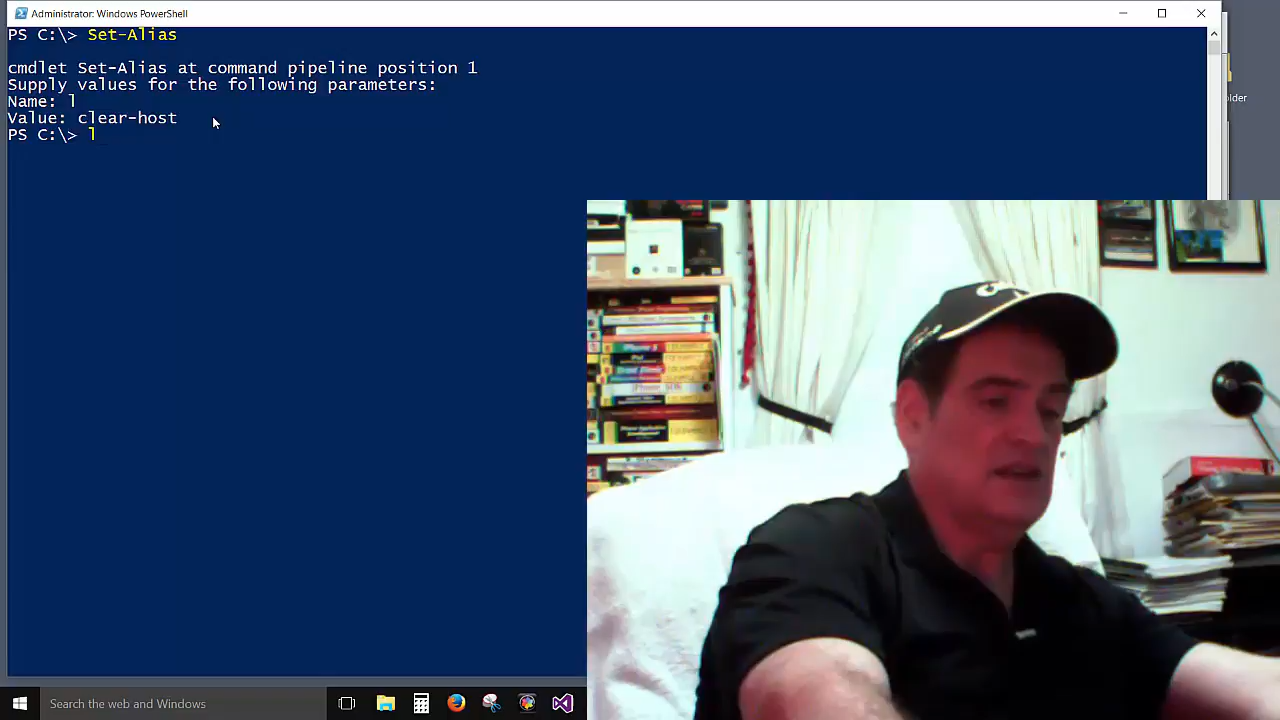 Administrator: Windows PowerShell
PS C:\> Set-Alias
cmdlet Set-Alias at command pipeline position 1
Supply values for the following parameters:
Name: l
Value: clear-host
PS C:\> l
older
Search the web and Windows